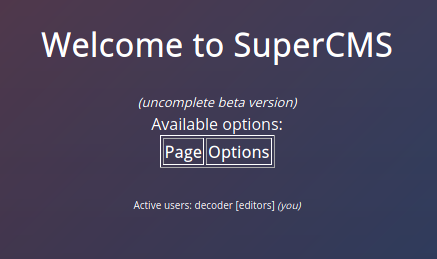 Welcome to SuperCMS
(uncomplete beta version)
Available options:
Page Options
Active users: decoder [editors] (you)